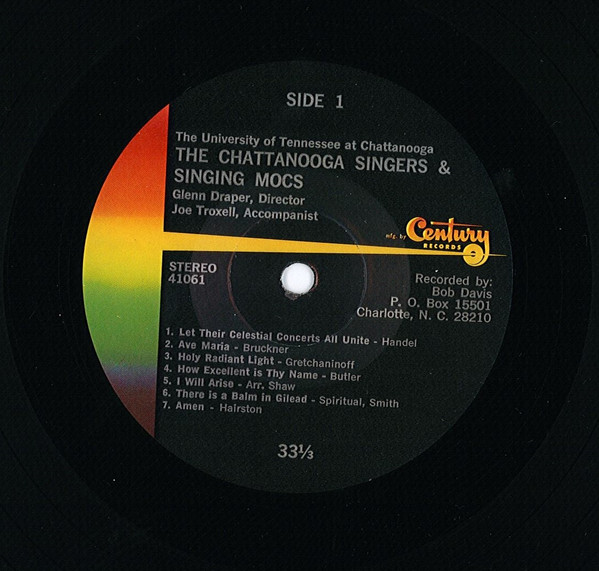 SIDE 1
The University of Tennessee at Chattanooga
THE CHATTANOOGA SINGERS &
SINGING MOCS
Glenn Draper, Director
Joe Troxell, Accompanist
mfg. by Century
RECORDS
STEREO
41061
Recorded by:
Bob Davis
P. O. Box 15501
Charlotte, N. C. 28210
1. Let Their Celestial Concerts All Unite - Handel
2. Ave Maria - Bruckner
3. Holy Radiant Light - Gretchaninoff
4. How Excellent is Thy Name - Butler
5. I Will Arise - Arr. Shaw
6. There is a Balm in Gilead - Spiritual, Smith
7. Amen - Hairston
33⅓